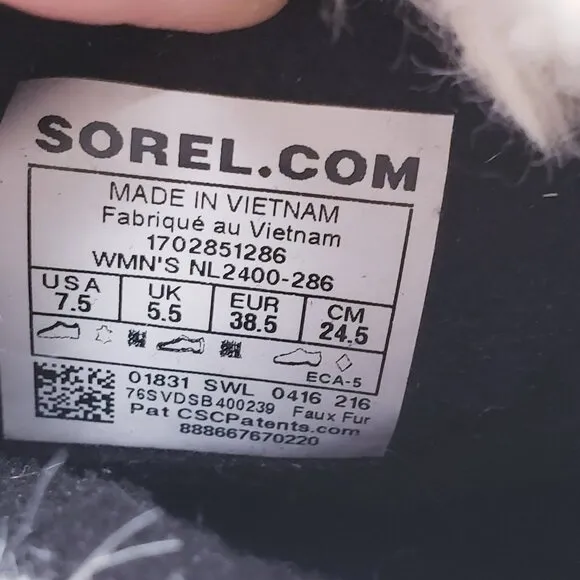 SOREL.COM
MADE IN VIETNAM
Fabriqué au Vietnam
1702851286
WMN'S NL2400-286
USA UK EUR CM
7.5 5.5 38.5 24.5
ECA-5
01831 SWL 0416 216
76SVDSB400239 Faux Fur
Pat CSCPatents.com
888667670220